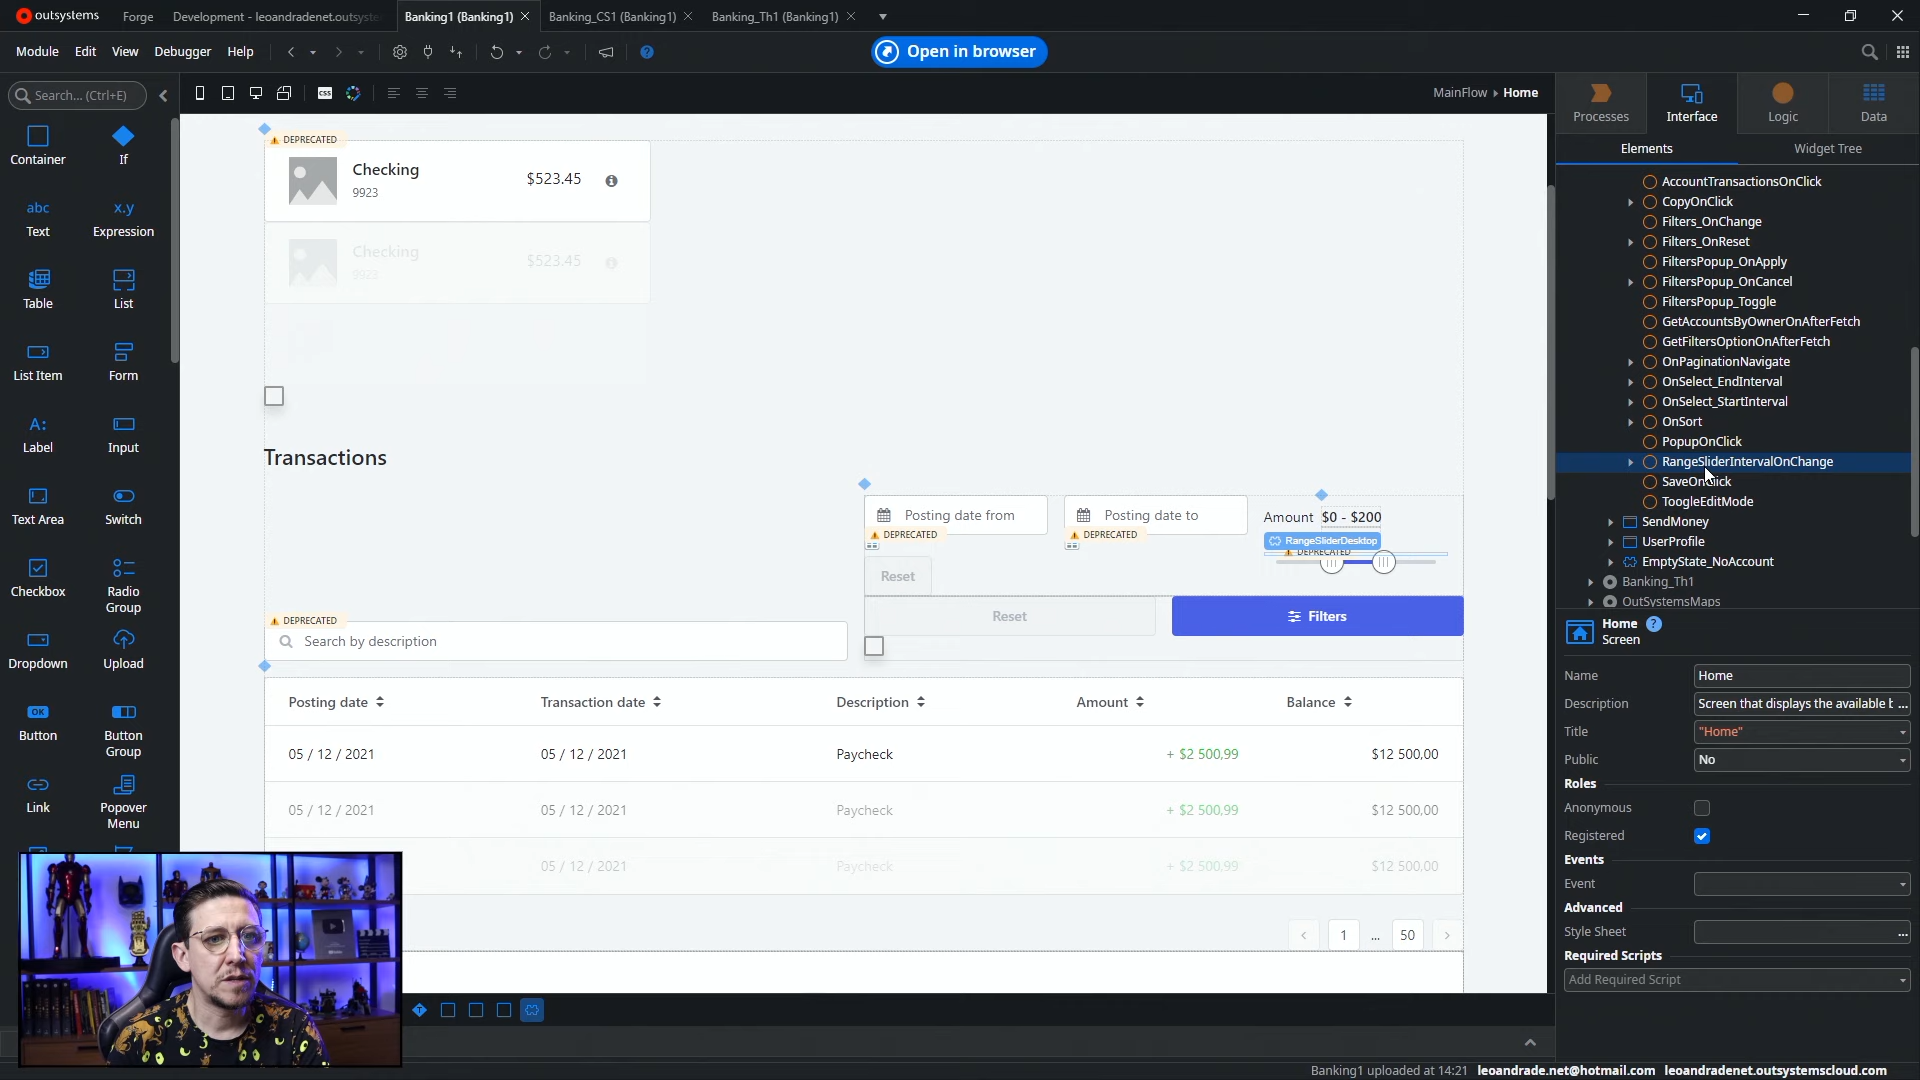 outsystems Forge Development - leoandradenet.outsyste Banking1 (Banking1) Banking_CS1 (Banking1) Banking_Th1 (Banking1)
Module Edit View Debugger Help Open in browser
Search... (Ctrl+E)
MainFlow Home
Processes Interface Logic Data
Elements Widget Tree
Container If
abc x.y
Text Expression
Table List
List Item Form
A:
Label Input
Text Area Switch
Checkbox Radio Group
Dropdown Upload
OK
Button Button Group
Link Popover Menu
CSS
DEPRECATED
Checking
9923
$523.45
Checking
9923
$523.45
Transactions
Posting date from
DEPRECATED
Posting date to
DEPRECATED
Amount $0 - $200
RangeSliderDesktop
DEPRECATED
Reset
Reset
Filters
DEPRECATED
Search by description
Posting date Transaction date Description Amount Balance
05 / 12 / 2021 05 / 12 / 2021 Paycheck + $2 500,99 $12 500,00
05 / 12 / 2021 05 / 12 / 2021 Paycheck + $2 500,99 $12 500,00
05 / 12 / 2021 Paycheck + $2 500,99 $12 500,00
< 1 ... 50 >
AccountTransactionsOnClick
CopyOnClick
Filters_OnChange
Filters_OnReset
FiltersPopup_OnApply
FiltersPopup_OnCancel
FiltersPopup_Toggle
GetAccountsByOwnerOnAfterFetch
GetFiltersOptionOnAfterFetch
OnPaginationNavigate
OnSelect_EndInterval
OnSelect_StartInterval
OnSort
PopupOnClick
RangeSliderIntervalOnChange
SaveOnClick
ToogleEditMode
SendMoney
UserProfile
EmptyState_NoAccount
Banking_Th1
OutSystemsMaps
Home ?
Screen
Name Home
Description Screen that displays the available b ...
Title "Home"
Public No
Roles
Anonymous
Registered
Events
Event
Advanced
Style Sheet ...
Required Scripts
Add Required Script
Banking1 uploaded at 14:21 leoandrade.net@hotmail.com leoandradenet.outsystemscloud.com